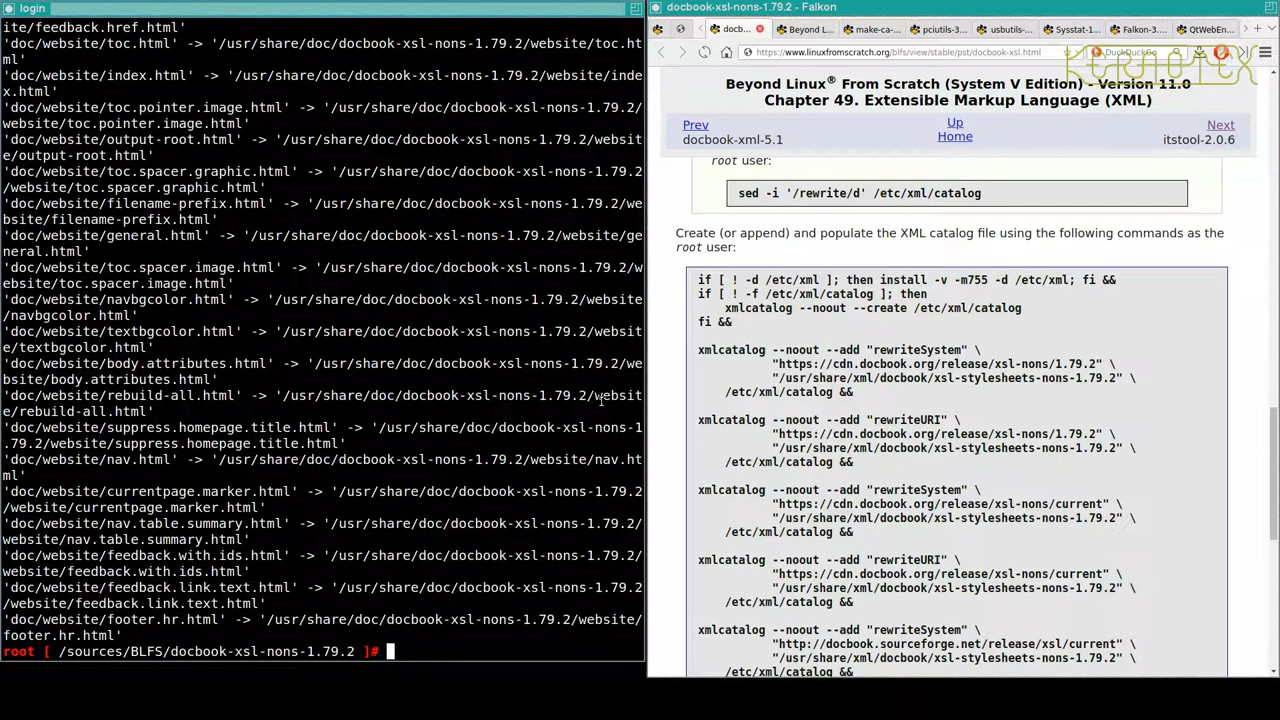 login
ite/feedback.href.html'
'doc/website/toc.html' -> '/usr/share/doc/docbook-xsl-nons-1.79.2/website/toc.ht
ml'
'doc/website/index.html' -> '/usr/share/doc/docbook-xsl-nons-1.79.2/website/inde
x.html'
'doc/website/toc.pointer.image.html' -> '/usr/share/doc/docbook-xsl-nons-1.79.2/
website/toc.pointer.image.html'
'doc/website/output-root.html' -> '/usr/share/doc/docbook-xsl-nons-1.79.2/websit
e/output-root.html'
'doc/website/toc.spacer.graphic.html' -> '/usr/share/doc/docbook-xsl-nons-1.79.2
/website/toc.spacer.graphic.html'
'doc/website/filename-prefix.html' -> '/usr/share/doc/docbook-xsl-nons-1.79.2/we
bsite/filename-prefix.html'
'doc/website/general.html' -> '/usr/share/doc/docbook-xsl-nons-1.79.2/website/ge
neral.html'
'doc/website/toc.spacer.image.html' -> '/usr/share/doc/docbook-xsl-nons-1.79.2/w
ebsite/toc.spacer.image.html'
'doc/website/navbgcolor.html' -> '/usr/share/doc/docbook-xsl-nons-1.79.2/website
/navbgcolor.html'
'doc/website/textbgcolor.html' -> '/usr/share/doc/docbook-xsl-nons-1.79.2/websit
e/textbgcolor.html'
'doc/website/body.attributes.html' -> '/usr/share/doc/docbook-xsl-nons-1.79.2/we
bsite/body.attributes.html'
'doc/website/rebuild-all.html' -> '/usr/share/doc/docbook-xsl-nons-1.79.2/websit
e/rebuild-all.html'
'doc/website/suppress.homepage.title.html' -> '/usr/share/doc/docbook-xsl-nons-1
.79.2/website/suppress.homepage.title.html'
'doc/website/nav.html' -> '/usr/share/doc/docbook-xsl-nons-1.79.2/website/nav.ht
ml'
'doc/website/currentpage.marker.html' -> '/usr/share/doc/docbook-xsl-nons-1.79.2
/website/currentpage.marker.html'
'doc/website/nav.table.summary.html' -> '/usr/share/doc/docbook-xsl-nons-1.79.2/
website/nav.table.summary.html'
'doc/website/feedback.with.ids.html' -> '/usr/share/doc/docbook-xsl-nons-1.79.2/
website/feedback.with.ids.html'
'doc/website/feedback.link.text.html' -> '/usr/share/doc/docbook-xsl-nons-1.79.2
/website/feedback.link.text.html'
'doc/website/footer.hr.html' -> '/usr/share/doc/docbook-xsl-nons-1.79.2/website/
footer.hr.html'
root [ /sources/BLFS/docbook-xsl-nons-1.79.2 ]#
docbook-xsl-nons-1.79.2 - Falkon
docb... Beyond L... make-ca-... pciutils-3... usbutils-... Sysstat-1... Falkon-3... QtWebEn...
https://www.linuxfromscratch.org/blfs/view/stable/pst/docbook-xsl.html DuckDuckGo
KERNOTEX
Beyond Linux® From Scratch (System V Edition) - Version 11.0
Chapter 49. Extensible Markup Language (XML)
Prev Up Next
docbook-xml-5.1 Home itstool-2.0.6
root user:
sed -i '/rewrite/d' /etc/xml/catalog
Create (or append) and populate the XML catalog file using the following commands as the
root user:
if [ ! -d /etc/xml ]; then install -v -m755 -d /etc/xml; fi &&
if [ ! -f /etc/xml/catalog ]; then
xmlcatalog --noout --create /etc/xml/catalog
fi &&
xmlcatalog --noout --add "rewriteSystem" \
"https://cdn.docbook.org/release/xsl-nons/1.79.2" \
"/usr/share/xml/docbook/xsl-stylesheets-nons-1.79.2" \
/etc/xml/catalog &&
xmlcatalog --noout --add "rewriteURI" \
"https://cdn.docbook.org/release/xsl-nons/1.79.2" \
"/usr/share/xml/docbook/xsl-stylesheets-nons-1.79.2" \
/etc/xml/catalog &&
xmlcatalog --noout --add "rewriteSystem" \
"https://cdn.docbook.org/release/xsl-nons/current" \
"/usr/share/xml/docbook/xsl-stylesheets-nons-1.79.2" \
/etc/xml/catalog &&
xmlcatalog --noout --add "rewriteURI" \
"https://cdn.docbook.org/release/xsl-nons/current" \
"/usr/share/xml/docbook/xsl-stylesheets-nons-1.79.2" \
/etc/xml/catalog &&
xmlcatalog --noout --add "rewriteSystem" \
"http://docbook.sourceforge.net/release/xsl/current" \
"/usr/share/xml/docbook/xsl-stylesheets-nons-1.79.2" \
/etc/xml/catalog &&